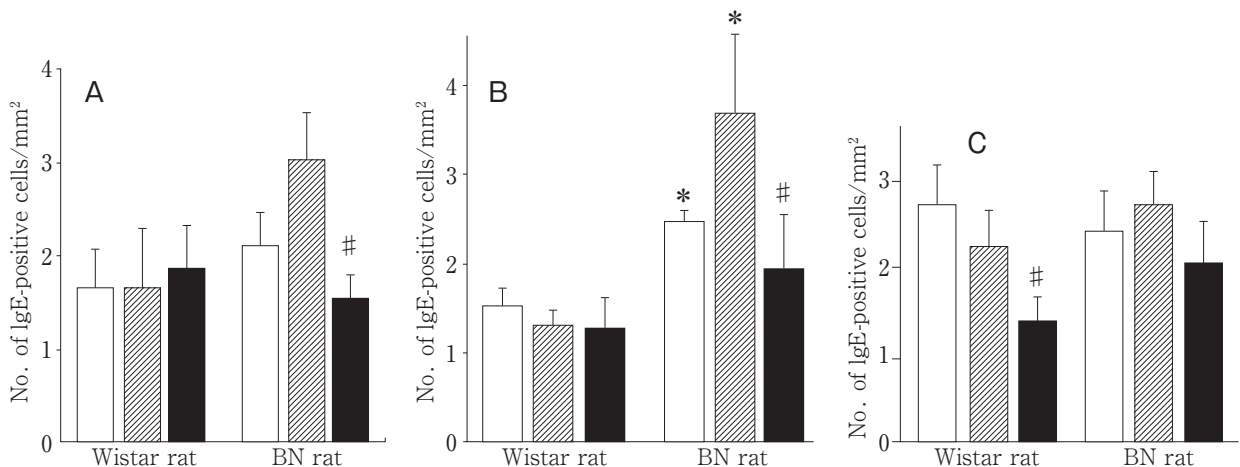 A
No. of IgE-positive cells/mm²
4
3
2
1
0
#
Wistar rat
BN rat
B
No. of IgE-positive cells/mm²
4
3
2
1
0
*
*
#
Wistar rat
BN rat
C
No. of IgE-positive cells/mm²
3
2
1
0
#
Wistar rat
BN rat